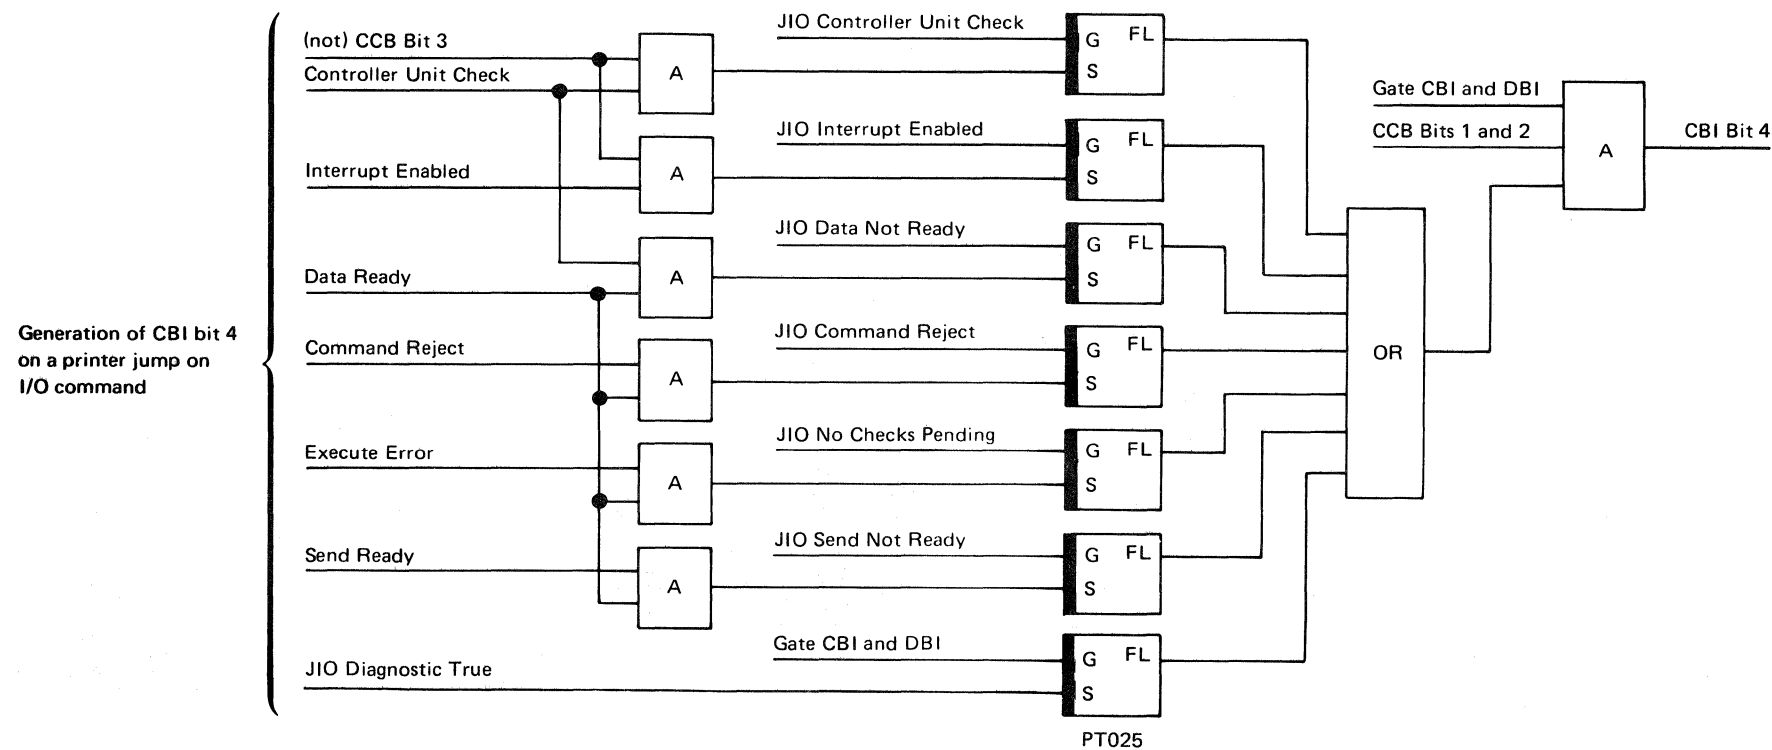 Generation of CBI bit 4
on a printer jump on
I/O command
(not) CCB Bit 3
Controller Unit Check
Interrupt Enabled
Data Ready
Command Reject
Execute Error
Send Ready
JIO Diagnostic True
A
A
A
A
A
A
JIO Controller Unit Check
G FL
S
JIO Interrupt Enabled
G FL
S
JIO Data Not Ready
G FL
S
JIO Command Reject
G FL
S
JIO No Checks Pending
G FL
S
JIO Send Not Ready
G FL
S
Gate CBI and DBI
G FL
S
PT025
OR
Gate CBI and DBI
CCB Bits 1 and 2
A
CBI Bit 4